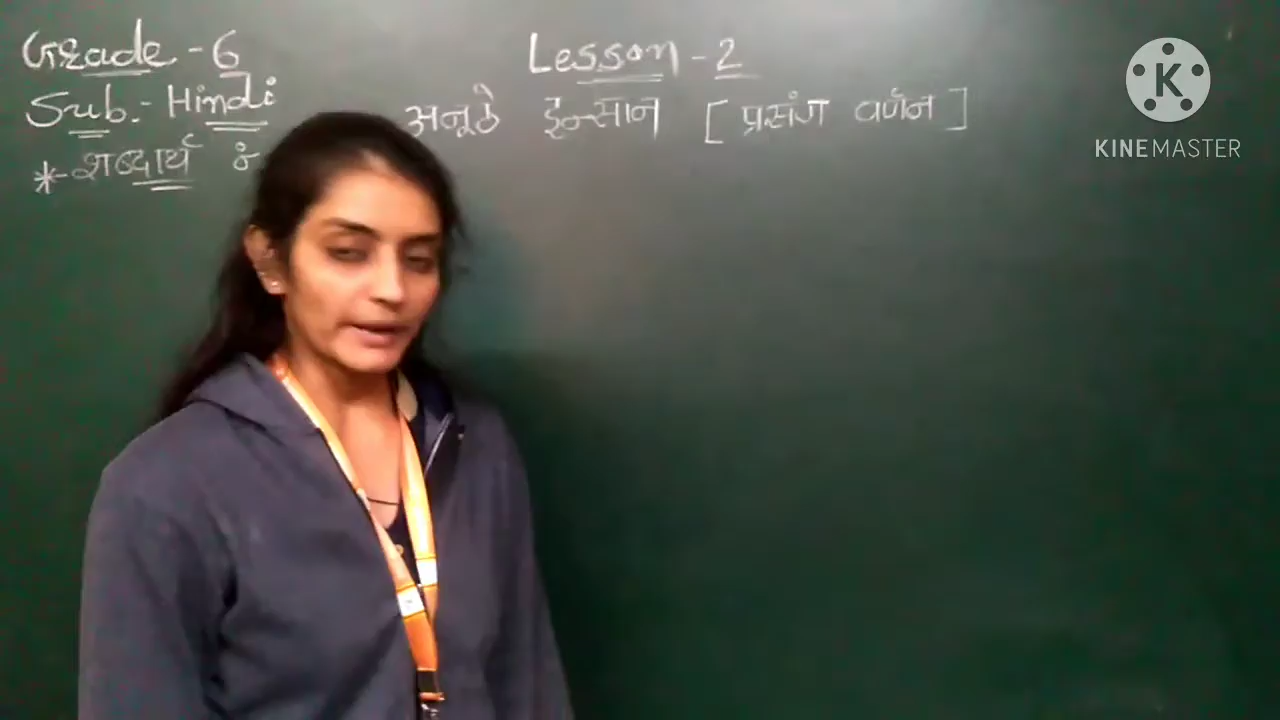 Grade - 6
Lesson - 2
Sub. - Hindi
अनूठे इन्सान [ प्रसंग वर्णन ]
*- शब्दार्थ :
K
KINEMASTER